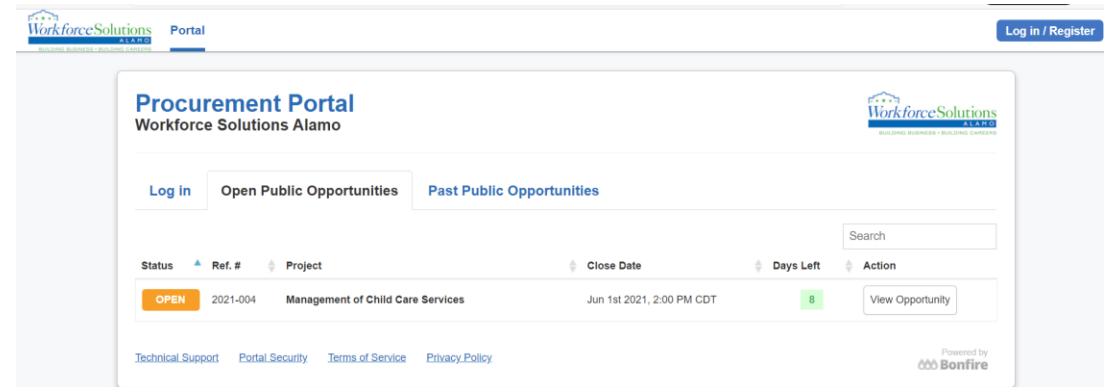 WorkforceSolutions
ALAMO
BUILDING BUSINESS • BUILDING CAREERS
Portal
Log in / Register
Procurement Portal
Workforce Solutions Alamo
WorkforceSolutions
ALAMO
BUILDING BUSINESS • BUILDING CAREERS
Log in Open Public Opportunities Past Public Opportunities
Search
Status Ref. # Project Close Date Days Left Action
OPEN 2021-004 Management of Child Care Services Jun 1st 2021, 2:00 PM CDT 8 View Opportunity
Technical Support Portal Security Terms of Service Privacy Policy
Powered by
Bonfire